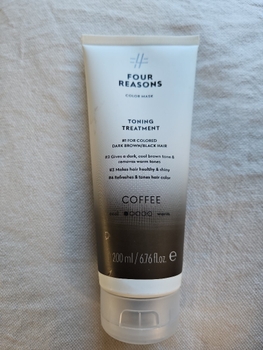 FOUR
REASONS
COLOR MASK
TONING
TREATMENT
#1 FOR COLORED
DARK BROWN/BLACK HAIR
#2 Gives a dark, cool brown tone &
removes warm tones
#3 Makes hair healthy & shiny
#4 Refreshes & tones hair color
COFFEE
cool
warm
200 ml / 6.76 fl.oz. e